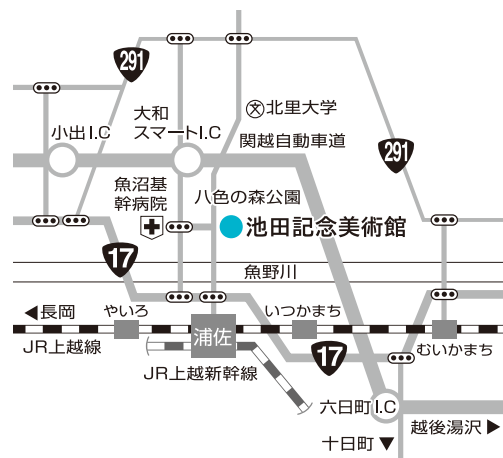 291
大和
スマートI.C
文
北里大学
小出I.C
関越自動車道
291
魚沼基
幹病院
八色の森公園
池田記念美術館
17
魚野川
◀長岡
やいろ
浦佐
いつかまち
むいかまち
JR上越線
17
JR上越新幹線
六日町I.C
越後湯沢▶
十日町▼